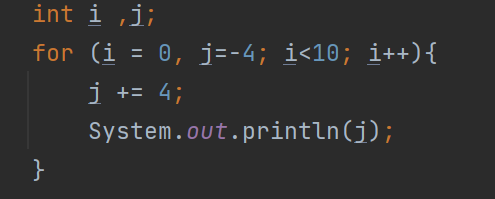 int i ,j;
for (i = 0, j=-4; i<10; i++){
    j += 4;
    System.out.println(j);
}